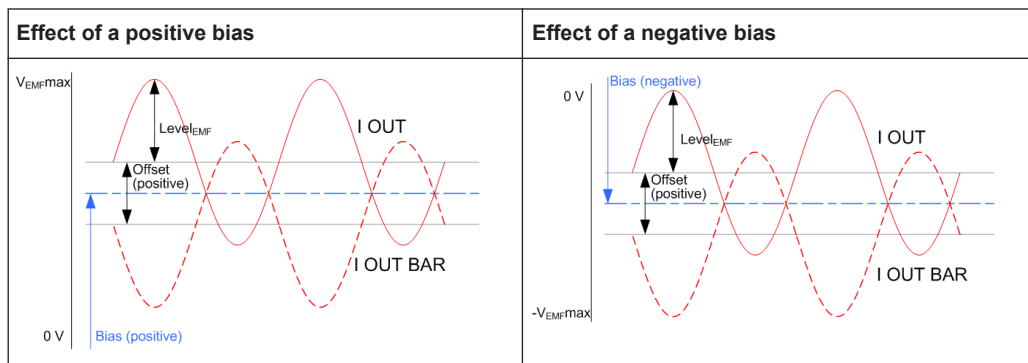 Effect of a positive bias
Effect of a negative bias
VEMFmax
LevelEMF
I OUT
Offset
(positive)
I OUT BAR
0 V
Bias (positive)
Bias (negative)
0 V
LevelEMF
I OUT
Offset
(positive)
I OUT BAR
-VEMFmax